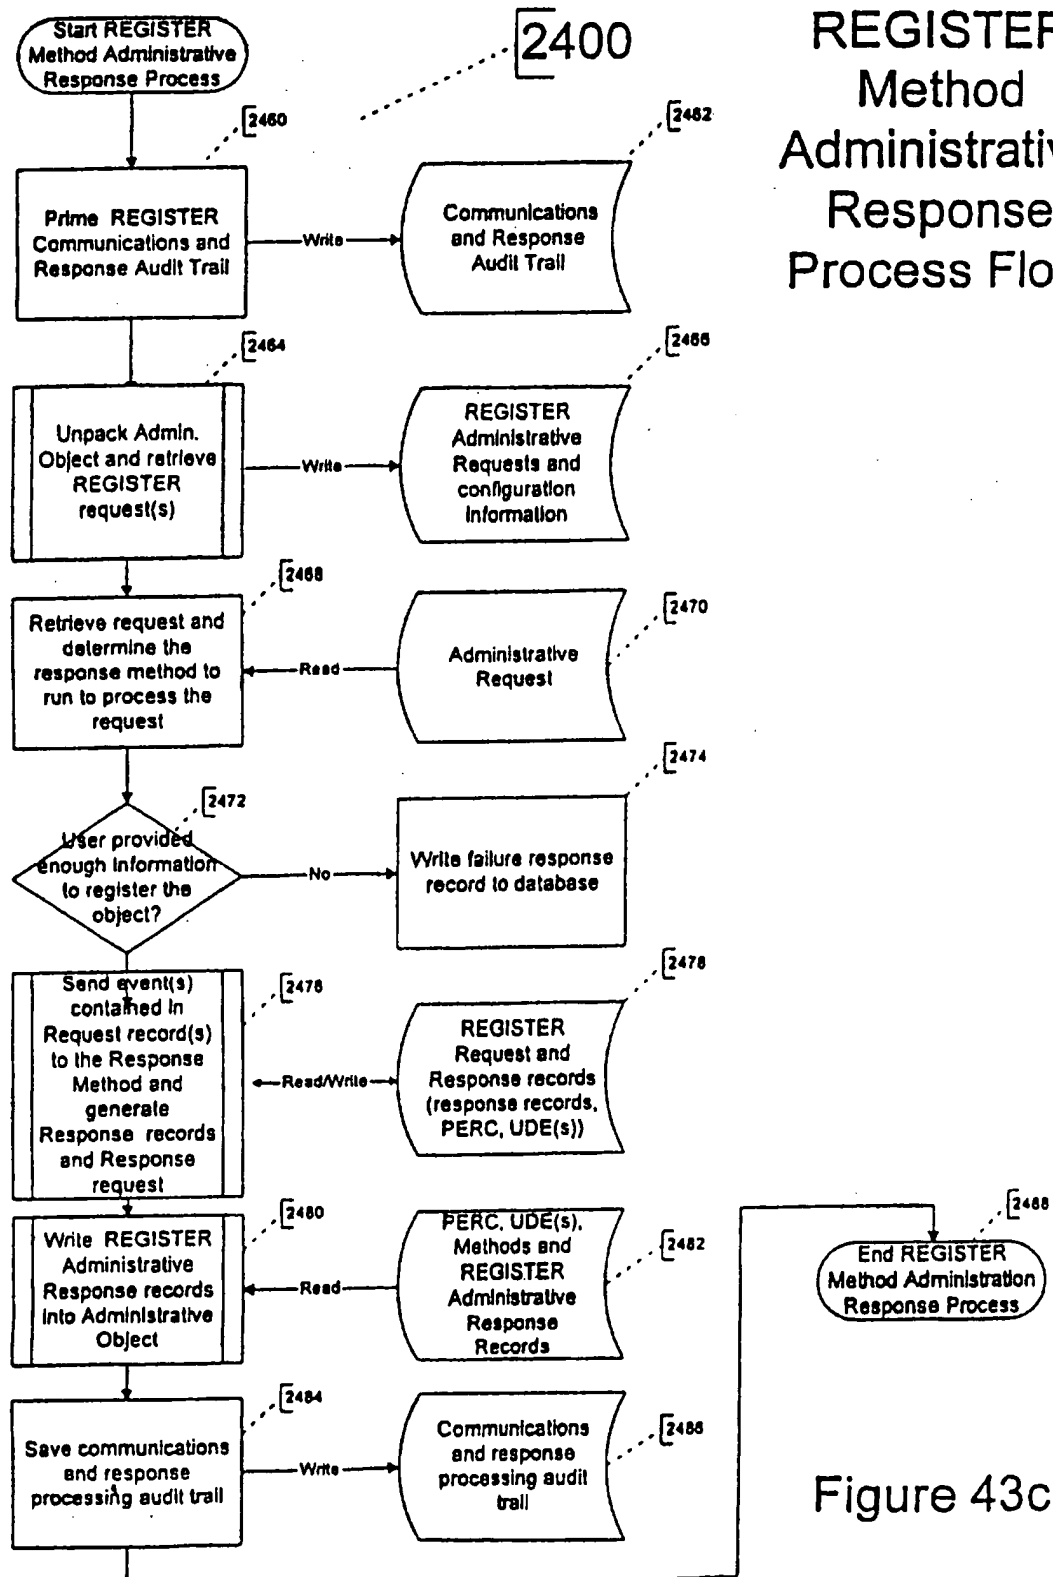 Start REGISTER
Method Administrative
Response Process
2400
REGISTER
Method
Administrativ
Response
Process Flo
2460
Prime REGISTER
Communications and
Response Audit Trail
Write
2462
Communications
and Response
Audit Trail
2464
Unpack Admin.
Object and retrieve
REGISTER
request(s)
Write
2466
REGISTER
Administrative
Requests and
configuration
Information
2468
Retrieve request and
determine the
response method to
run to process the
request
Read
2470
Administrative
Request
2472
User provided
enough Information
to register the
object?
No
2474
Write failure response
record to database
2476
Send event(s)
contained in
Request record(s)
to the Response
Method and
generate
Response records
and Response
request
Read/Write
2478
REGISTER
Request and
Response records
(response records,
PERC, UDE(s))
2480
Write REGISTER
Administrative
Response records
into Administrative
Object
Read
2482
PERC, UDE(s),
Methods and
REGISTER
Administrative
Response
Records
2484
Save communications
and response
processing audit trail
Write
2486
Communications
and response
processing audit
trail
2488
End REGISTER
Method Administration
Response Process
Figure 43c